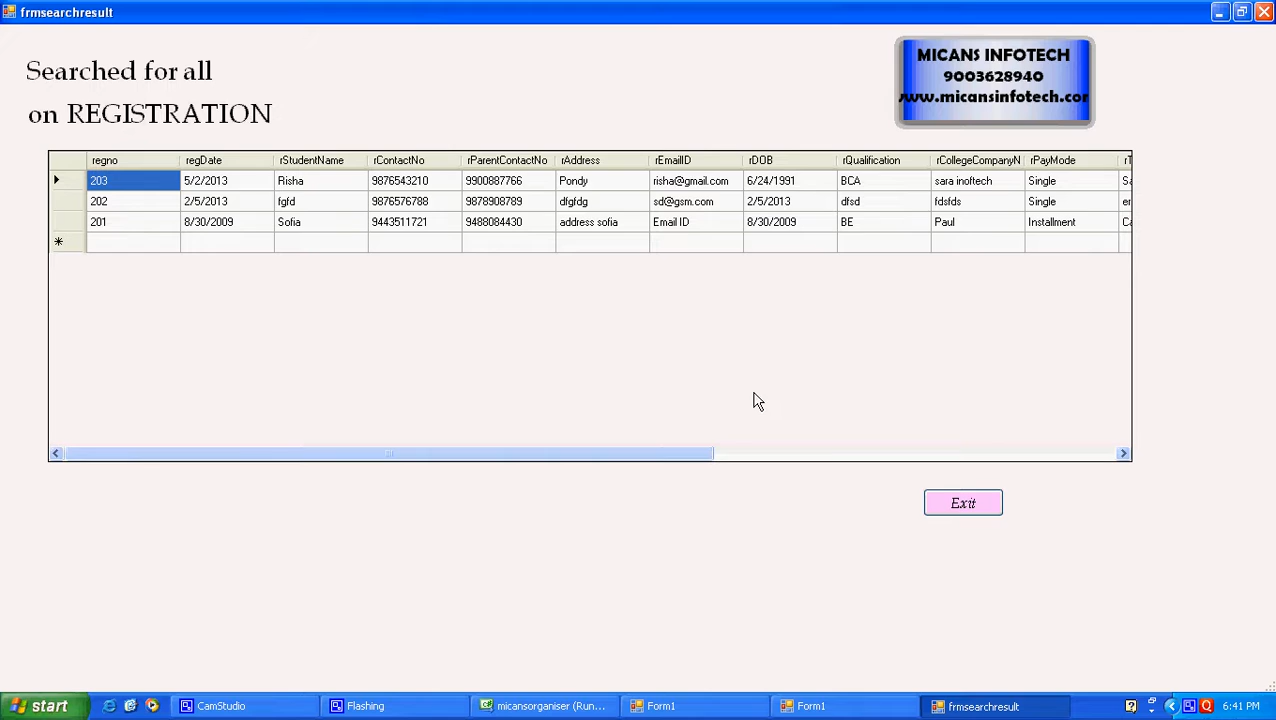 frmsearchresult
Searched for all
on REGISTRATION
MICANS INFOTECH
9003628940
www.micansinfotech.com
regno regDate rStudentName rContactNo rParentContactNo rAddress rEmailID rDOB rQualification rCollegeCompanyN rPayMode
203 5/2/2013 Risha 9876543210 9900887766 Pondy risha@gmail.com 6/24/1991 BCA sara inoftech Single
202 2/5/2013 fgfd 9876576788 9878908789 dfgfdg sd@gsm.com 2/5/2013 dfsd fdsfds Single
201 8/30/2009 Sofia 9443511721 9488084430 address sofia Email ID 8/30/2009 BE Paul Installment
Exit
start CamStudio Flashing micansorganiser (Run... Form1 Form1 frmsearchresult 6:41 PM